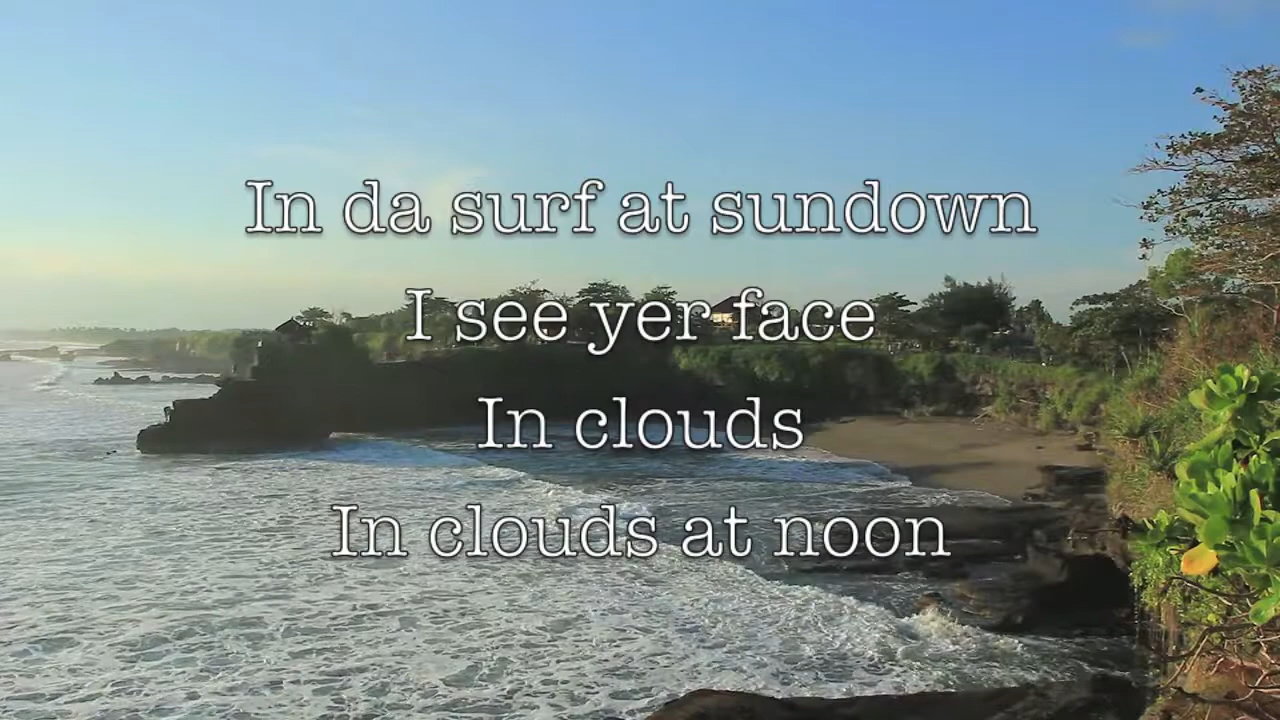 In da surf at sundown
I see yer face
In clouds
In clouds at noon